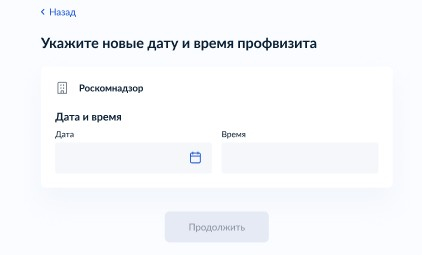 Назад
Укажите новые дату и время профвизита
Роскомнадзор
Дата и время
Дата
Время
Продолжить